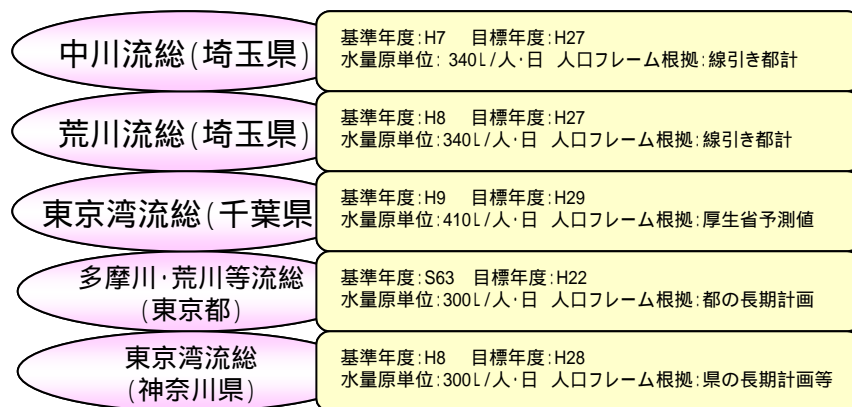 中川流総(埼玉県)
基準年度:H7　目標年度:H27
水量原単位: 340L/人・日　人口フレーム根拠:線引き都計
荒川流総(埼玉県)
基準年度:H8　目標年度:H27
水量原単位:340L/人・日　人口フレーム根拠:線引き都計
東京湾流総(千葉県
基準年度:H9　目標年度:H29
水量原単位:410L/人・日　人口フレーム根拠:厚生省予測値
多摩川・荒川等流総
(東京都)
基準年度:S63　目標年度:H22
水量原単位:300L/人・日　人口フレーム根拠:都の長期計画
東京湾流総
(神奈川県)
基準年度:H8　目標年度:H28
水量原単位:300L/人・日　人口フレーム根拠:県の長期計画等